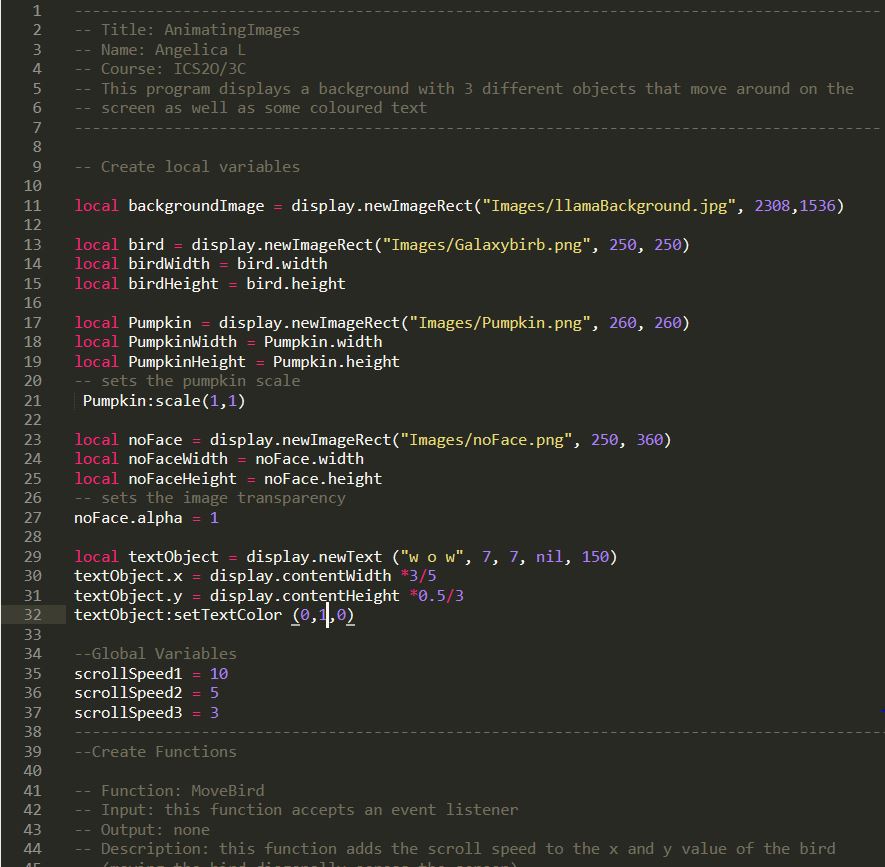 1 -----------------------------------------------------------------------------------------
2 -- Title: AnimatingImages
3 -- Name: Angelica L
4 -- Course: ICS2O/3C
5 -- This program displays a background with 3 different objects that move around on the
6 -- screen as well as some coloured text
7 -----------------------------------------------------------------------------------------
8
9 -- Create local variables
10
11 local backgroundImage = display.newImageRect("Images/llamaBackground.jpg", 2308,1536)
12
13 local bird = display.newImageRect("Images/Galaxybirb.png", 250, 250)
14 local birdWidth = bird.width
15 local birdHeight = bird.height
16
17 local Pumpkin = display.newImageRect("Images/Pumpkin.png", 260, 260)
18 local PumpkinWidth = Pumpkin.width
19 local PumpkinHeight = Pumpkin.height
20 -- sets the pumpkin scale
21 Pumpkin:scale(1,1)
22
23 local noFace = display.newImageRect("Images/noFace.png", 250, 360)
24 local noFaceWidth = noFace.width
25 local noFaceHeight = noFace.height
26 -- sets the image transparency
27 noFace.alpha = 1
28
29 local textObject = display.newText ("w o w", 7, 7, nil, 150)
30 textObject.x = display.contentWidth *3/5
31 textObject.y = display.contentHeight *0.5/3
32 textObject:setTextColor (0,1,0)
33
34 --Global Variables
35 scrollSpeed1 = 10
36 scrollSpeed2 = 5
37 scrollSpeed3 = 3
38 -----------------------------------------------------------------------------------------
39 --Create Functions
40
41 -- Function: MoveBird
42 -- Input: this function accepts an event listener
43 -- Output: none
44 -- Description: this function adds the scroll speed to the x and y value of the bird
45 -- (moving the bird diagonally across the screen)